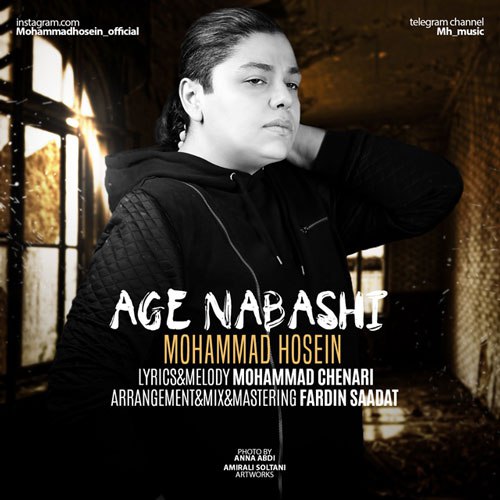 instagram.com
Mohammadhosein_official
telegram channel
Mh_music
AGE NABASHI
MOHAMMAD HOSEIN
LYRICS&MELODY MOHAMMAD CHENARI
ARRANGEMENT&MIX&MASTERING FARDIN SAADAT
PHOTO BY
ANNA ABDI
AMIRALI SOLTANI
ARTWORKS